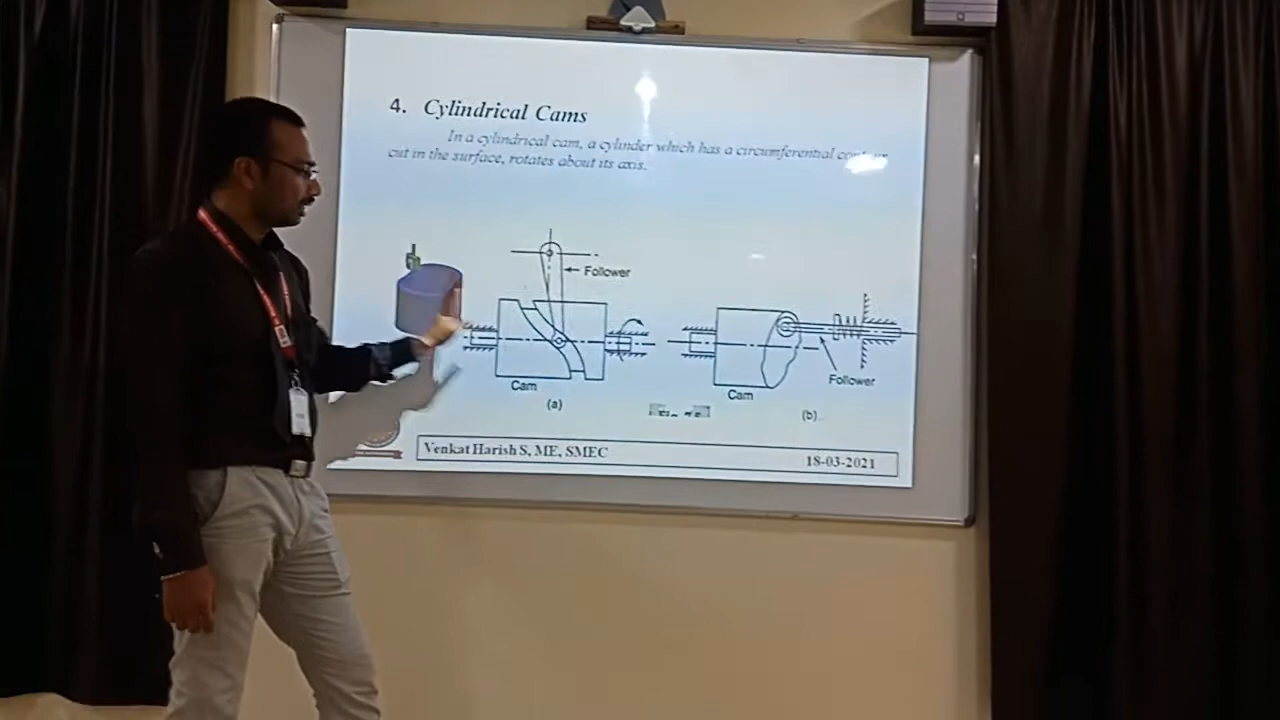 4. Cylindrical Cams
In a cylindrical cam, a cylinder which has a circumferential
cut in the surface, rotates about its axis.
Follower
Cam
(a)
Follower
Cam
(b)
Venkat Harish S, ME, SMEC
18-03-2021